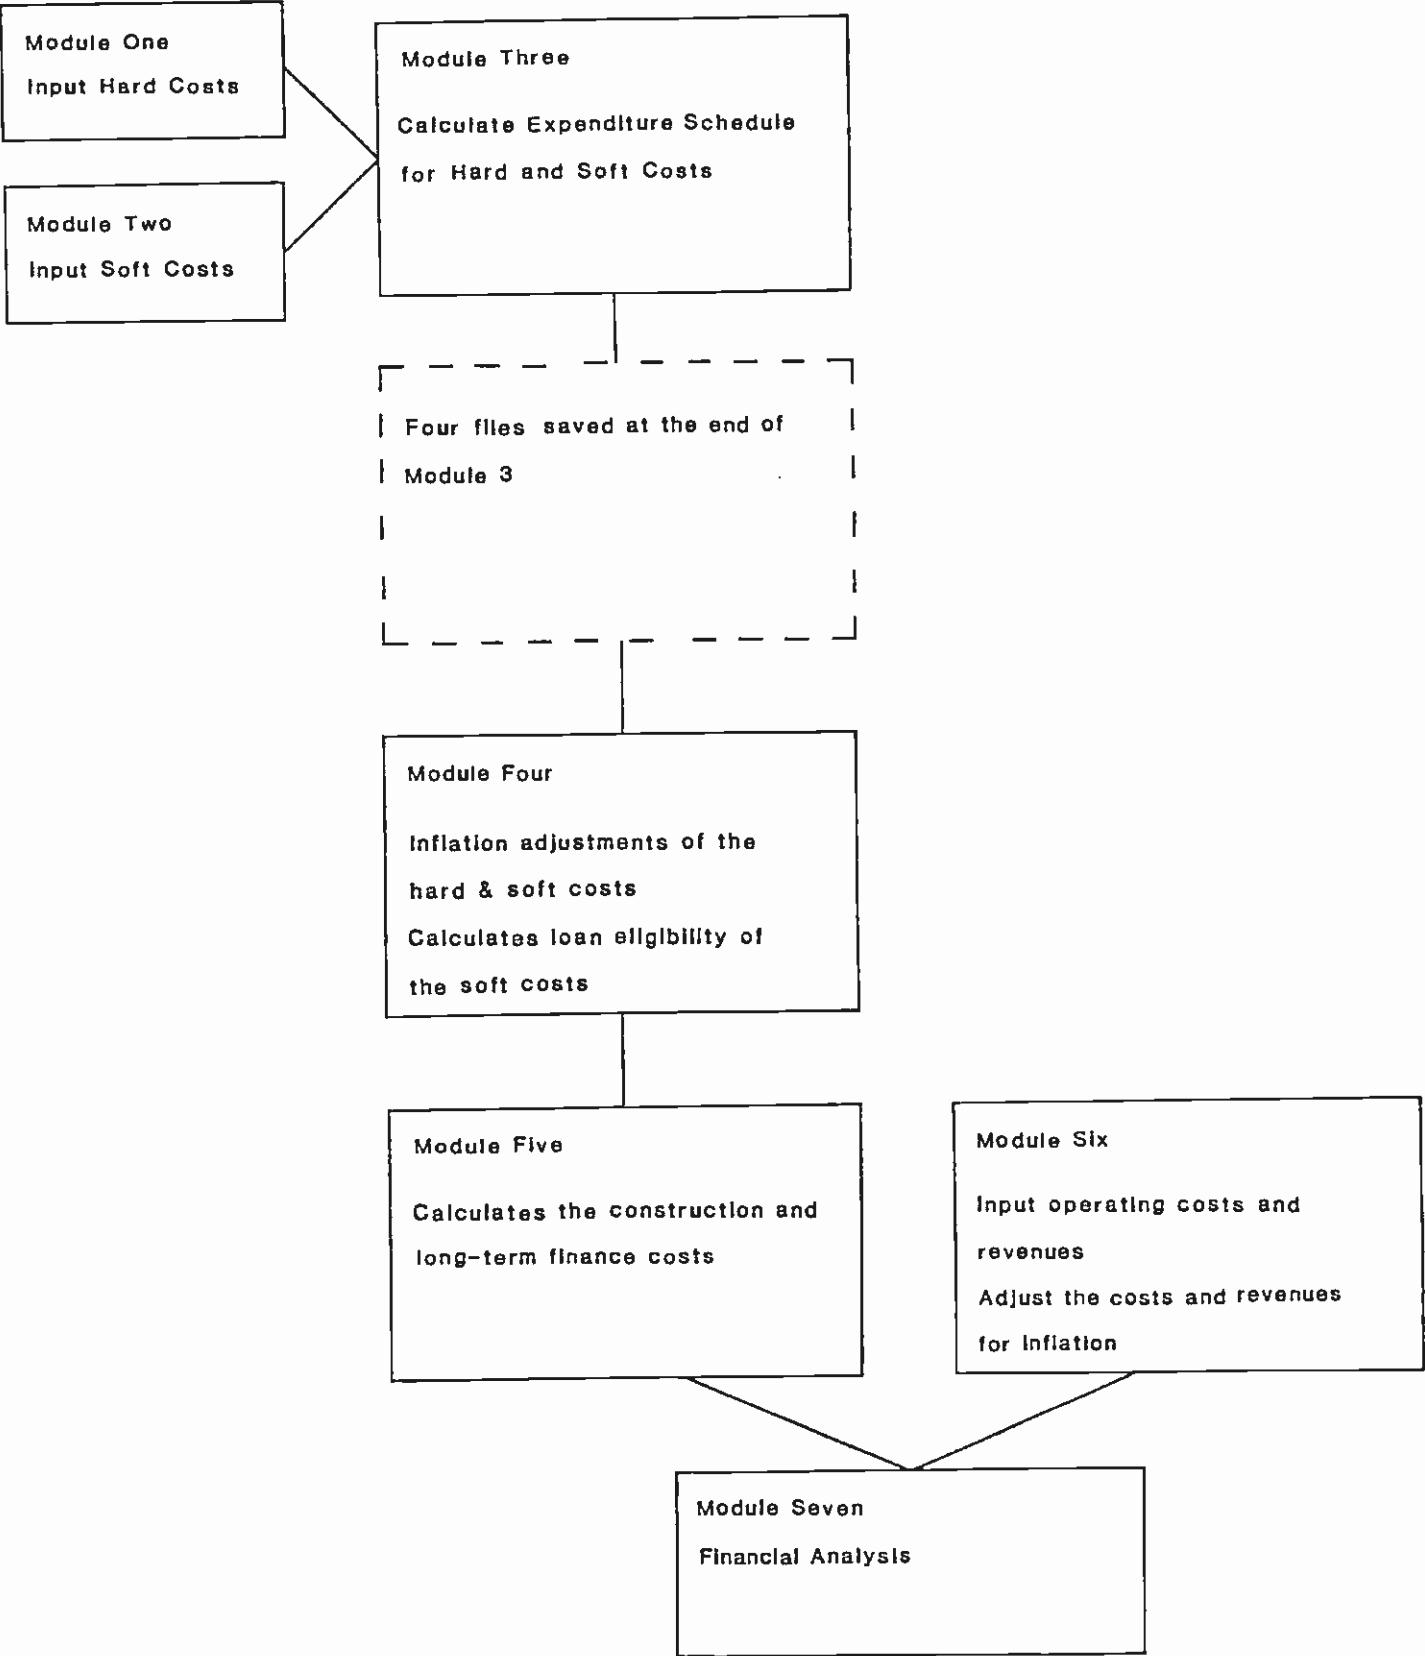 Module One
Input Hard Costs
Module Two
Input Soft Costs
Module Three
Calculate Expenditure Schedule
for Hard and Soft Costs
Four files saved at the end of
Module 3
Module Four
Inflation adjustments of the
hard & soft costs
Calculates loan eligibility of
the soft costs
Module Five
Calculates the construction and
long-term finance costs
Module Six
Input operating costs and
revenues
Adjust the costs and revenues
for inflation
Module Seven
Financial Analysis